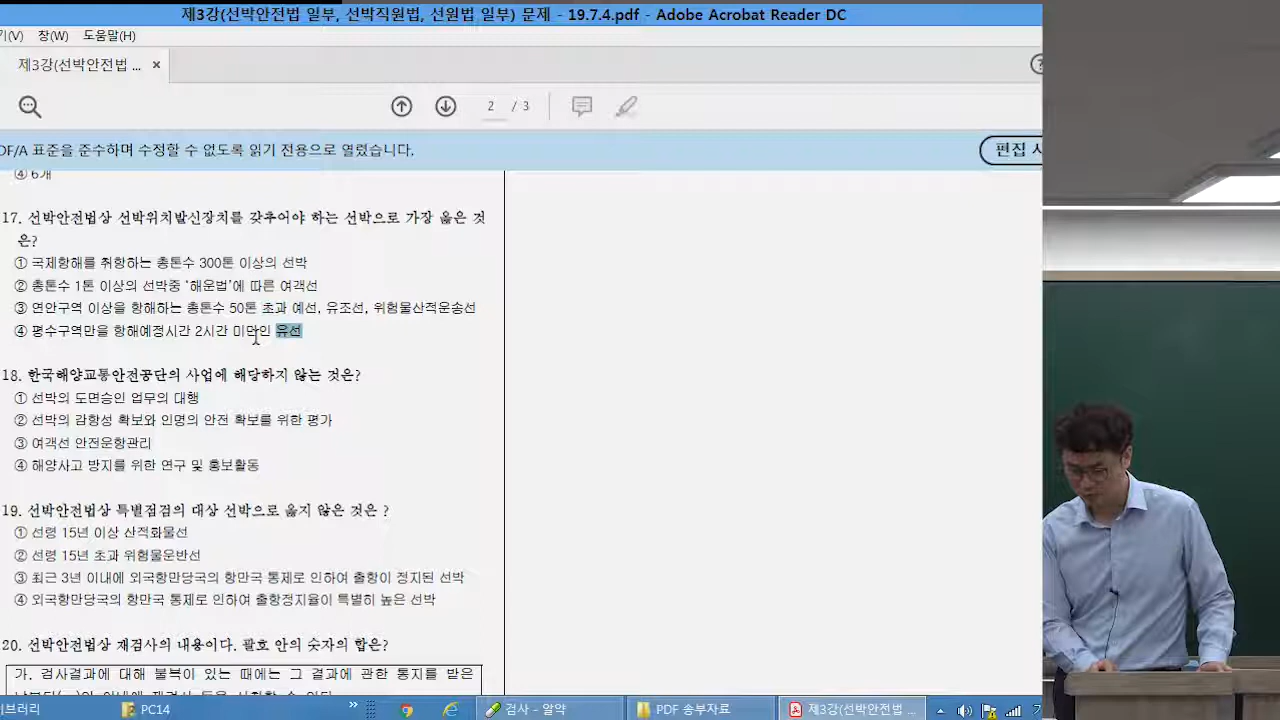 제3강(선박안전법 일부, 선박직원법, 선원법 일부) 문제 - 19.7.4.pdf - Adobe Acrobat Reader DC
기(V) 창(W) 도움말(H)
제3강(선박안전법 ... ×
2 / 3
DF/A 표준을 준수하며 수정할 수 없도록 읽기 전용으로 열렸습니다.
편집 시
④ 6개
17. 선박안전법상 선박위치발신장치를 갖추어야 하는 선박으로 가장 옳은 것
은?
① 국제항해를 취항하는 총톤수 300톤 이상의 선박
② 총톤수 1톤 이상의 선박중 '해운법'에 따른 여객선
③ 연안구역 이상을 항해하는 총톤수 50톤 초과 예선, 유조선, 위험물산적운송선
④ 평수구역만을 항해예정시간 2시간 미만인 유선
18. 한국해양교통안전공단의 사업에 해당하지 않는 것은?
① 선박의 도면승인 업무의 대행
② 선박의 감항성 확보와 인명의 안전 확보를 위한 평가
③ 여객선 안전운항관리
④ 해양사고 방지를 위한 연구 및 홍보활동
19. 선박안전법상 특별점검의 대상 선박으로 옳지 않은 것은 ?
① 선령 15년 이상 산적화물선
② 선령 15년 초과 위험물운반선
③ 최근 3년 이내에 외국항만당국의 항만국 통제로 인하여 출항이 정지된 선박
④ 외국항만당국의 항만국 통제로 인하여 출항정지율이 특별히 높은 선박
20. 선박안전법상 재검사의 내용이다. 괄호 안의 숫자의 합은?
가. 검사결과에 대해 불복이 있는 때에는 그 결과에 관한 통지를 받은
이브러리 PC14 » 검사 - 알약 PDF 송부자료 제3강(선박안전법 ...